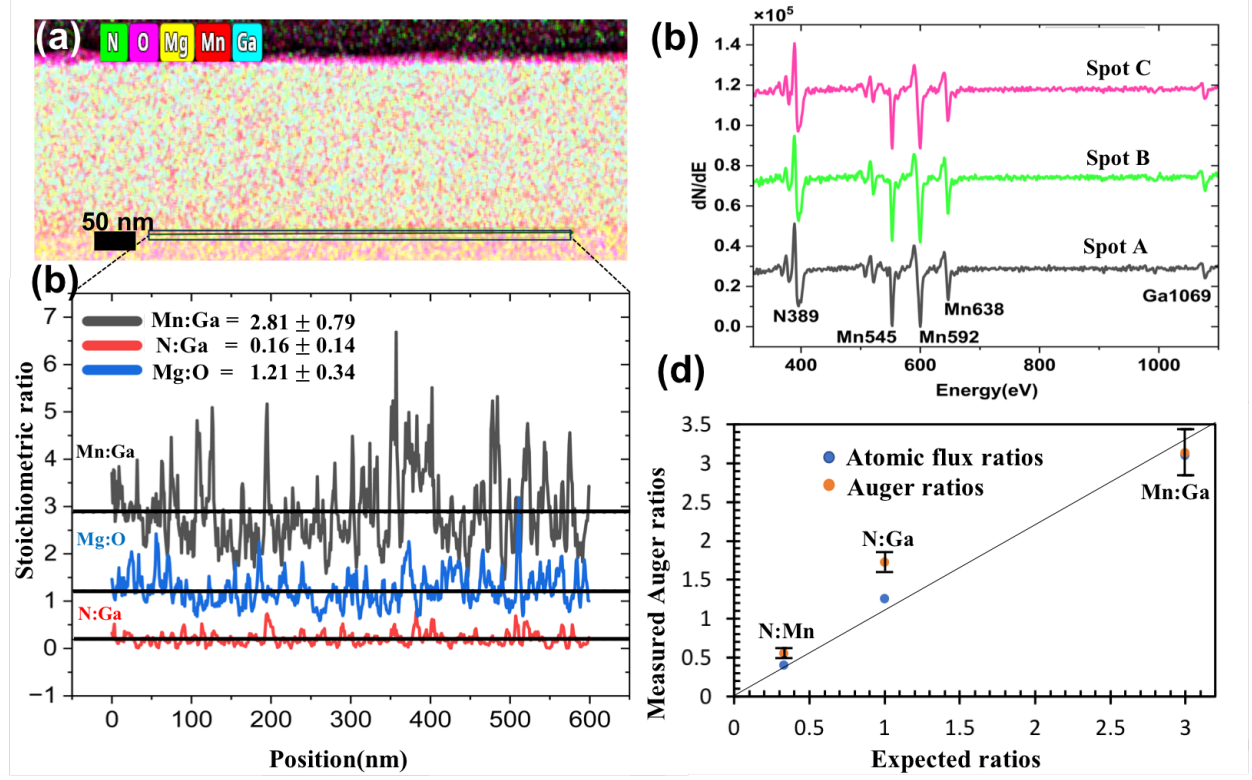 (a)
N O Mg Mn Ga
50 nm
(b)
×10⁵
1.4
1.2
1.0
0.8
0.6
0.4
0.2
0.0
dN/dE
Spot C
Spot B
Spot A
N389
Mn545
Mn592
Mn638
Ga1069
400 600 800 1000
Energy(eV)
(b)
7
6
5
4
3
2
1
0
−1
Stoichiometric ratio
Mn:Ga = 2.81 ± 0.79
N:Ga = 0.16 ± 0.14
Mg:O = 1.21 ± 0.34
Mn:Ga
Mg:O
N:Ga
0 100 200 300 400 500 600
Position(nm)
(d)
3.5
3
2.5
2
1.5
1
0.5
0
Measured Auger ratios
Atomic flux ratios
Auger ratios
Mn:Ga
N:Ga
N:Mn
0 0.5 1 1.5 2 2.5 3
Expected ratios